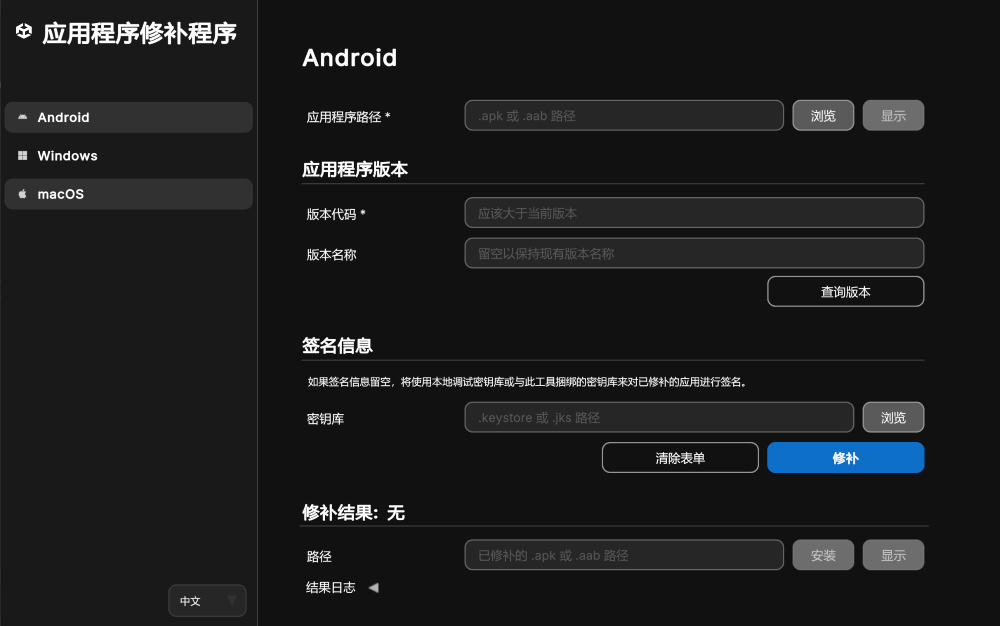 应用程序修补程序
Android
Windows
macOS
中文
Android
应用程序路径 *
.apk 或 .aab 路径
浏览
显示
应用程序版本
版本代码 *
应该大于当前版本
版本名称
留空以保持现有版本名称
查询版本
签名信息
如果签名信息留空，将使用本地调试密钥库或与此工具捆绑的密钥库来对已修补的应用进行签名。
密钥库
.keystore 或 .jks 路径
浏览
清除表单
修补
修补结果：无
路径
已修补的 .apk 或 .aab 路径
安装
显示
结果日志